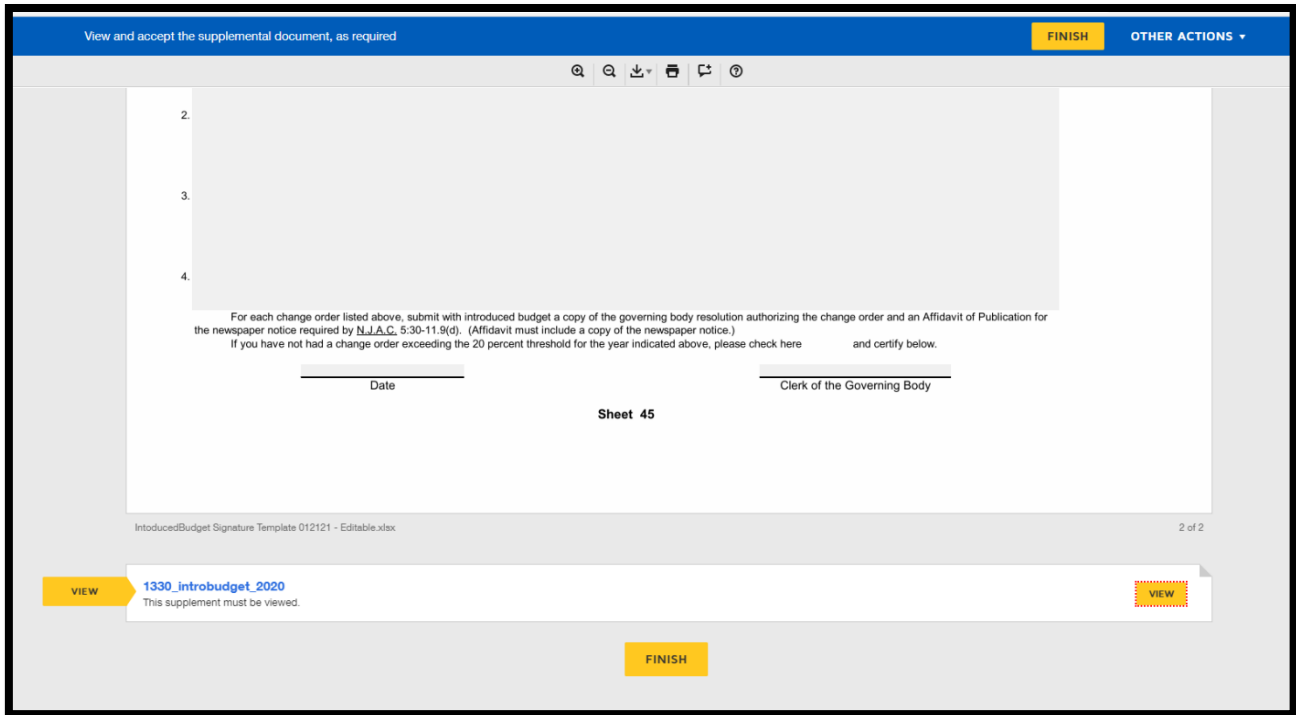 View and accept the supplemental document, as required
FINISH
OTHER ACTIONS
2.
3.
4.
For each change order listed above, submit with introduced budget a copy of the governing body resolution authorizing the change order and an Affidavit of Publication for
the newspaper notice required by N.J.A.C. 5:30-11.9(d). (Affidavit must include a copy of the newspaper notice.)
If you have not had a change order exceeding the 20 percent threshold for the year indicated above, please check here and certify below.
Date
Clerk of the Governing Body
Sheet 45
IntoducedBudget Signature Template 012121 - Editable.xlsx
2 of 2
VIEW
1330_introbudget_2020
This supplement must be viewed.
VIEW
FINISH